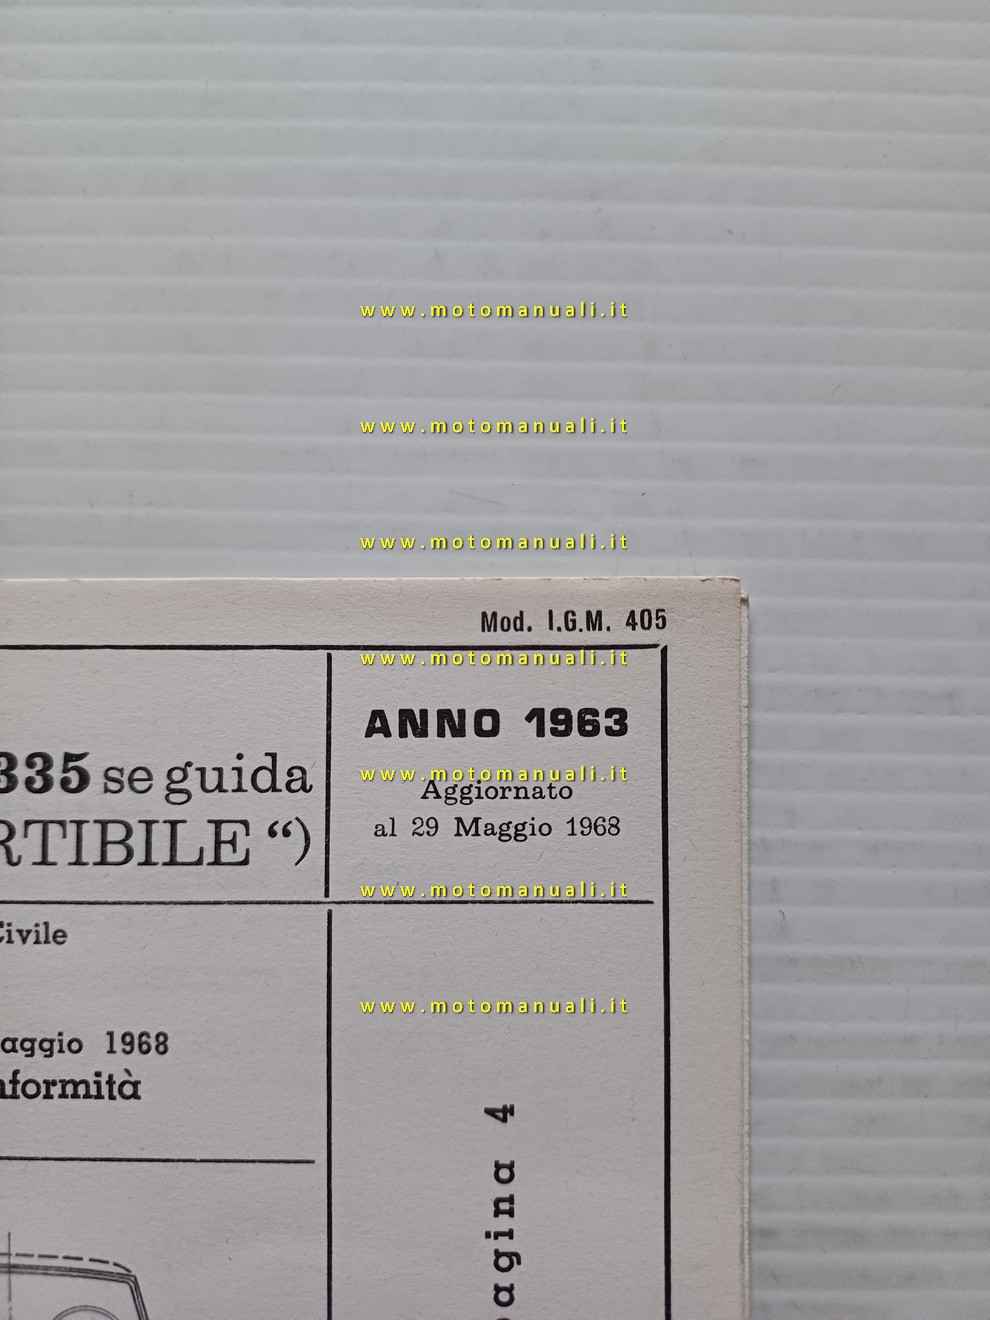 www.motomanuali.it
www.motomanuali.it
www.motomanuali.it
Mod. I.G.M. 405
www.motomanuali.it
ANNO 1963
335 se guida
www.motomanuali.it
Aggiornato
al 29 Maggio 1968
RTIBILE “)
www.motomanuali.it
Civile
www.motomanuali.it
aggio 1968
nformità
agina 4